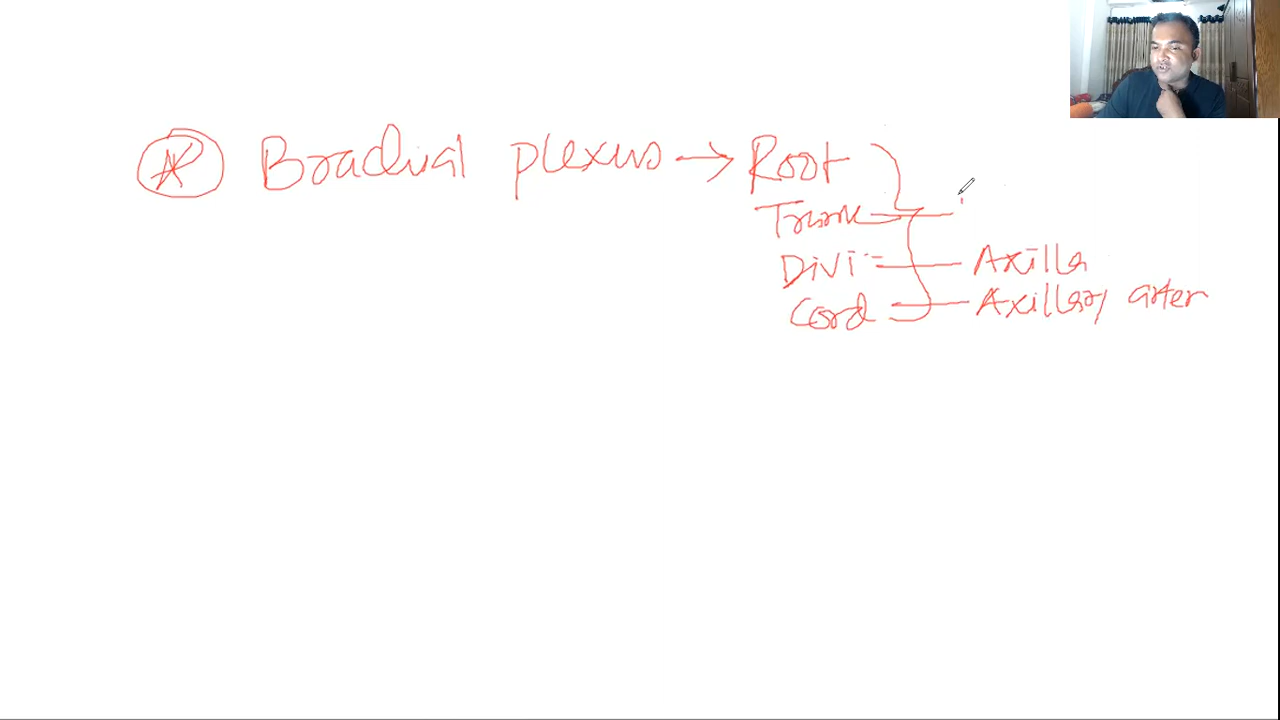 Brachial plexus → Root
Trunk
Divi - Axilla
Cord - Axillary arter